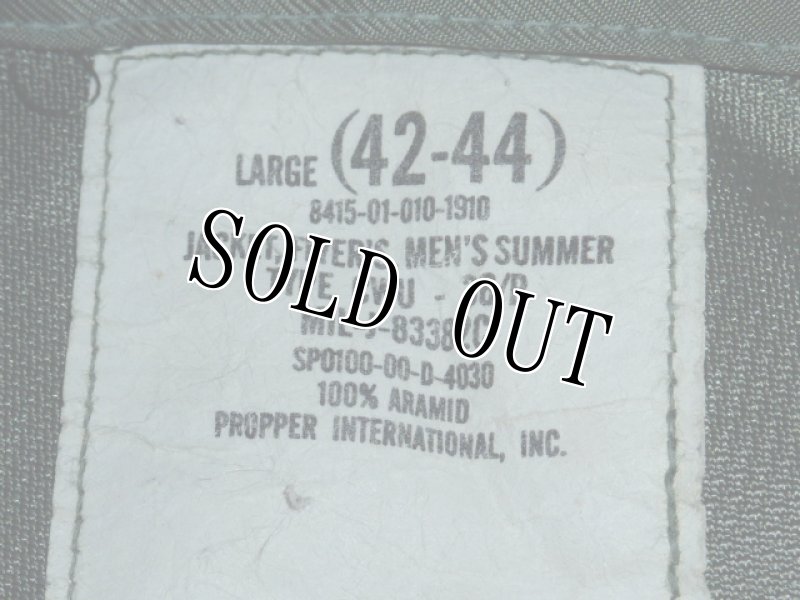 LARGE (42-44)
8415-01-010-1910
MEN'S SUMMER
TYPE
SP0100-00-D-4030
100% ARAMID
PROPPER INTERNATIONAL, INC.
SOLD OUT